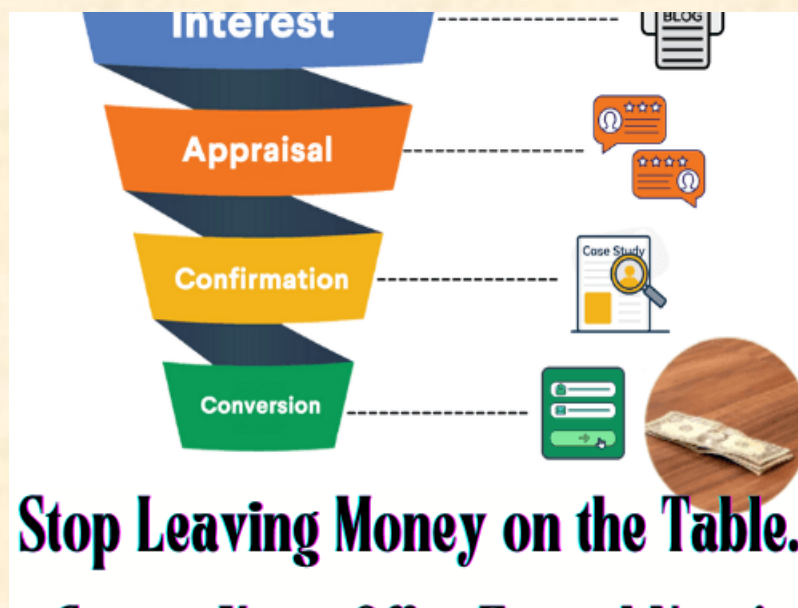 Interest
BLOG
Appraisal
Case Study
Confirmation
Conversion
Stop Leaving Money on the Table.